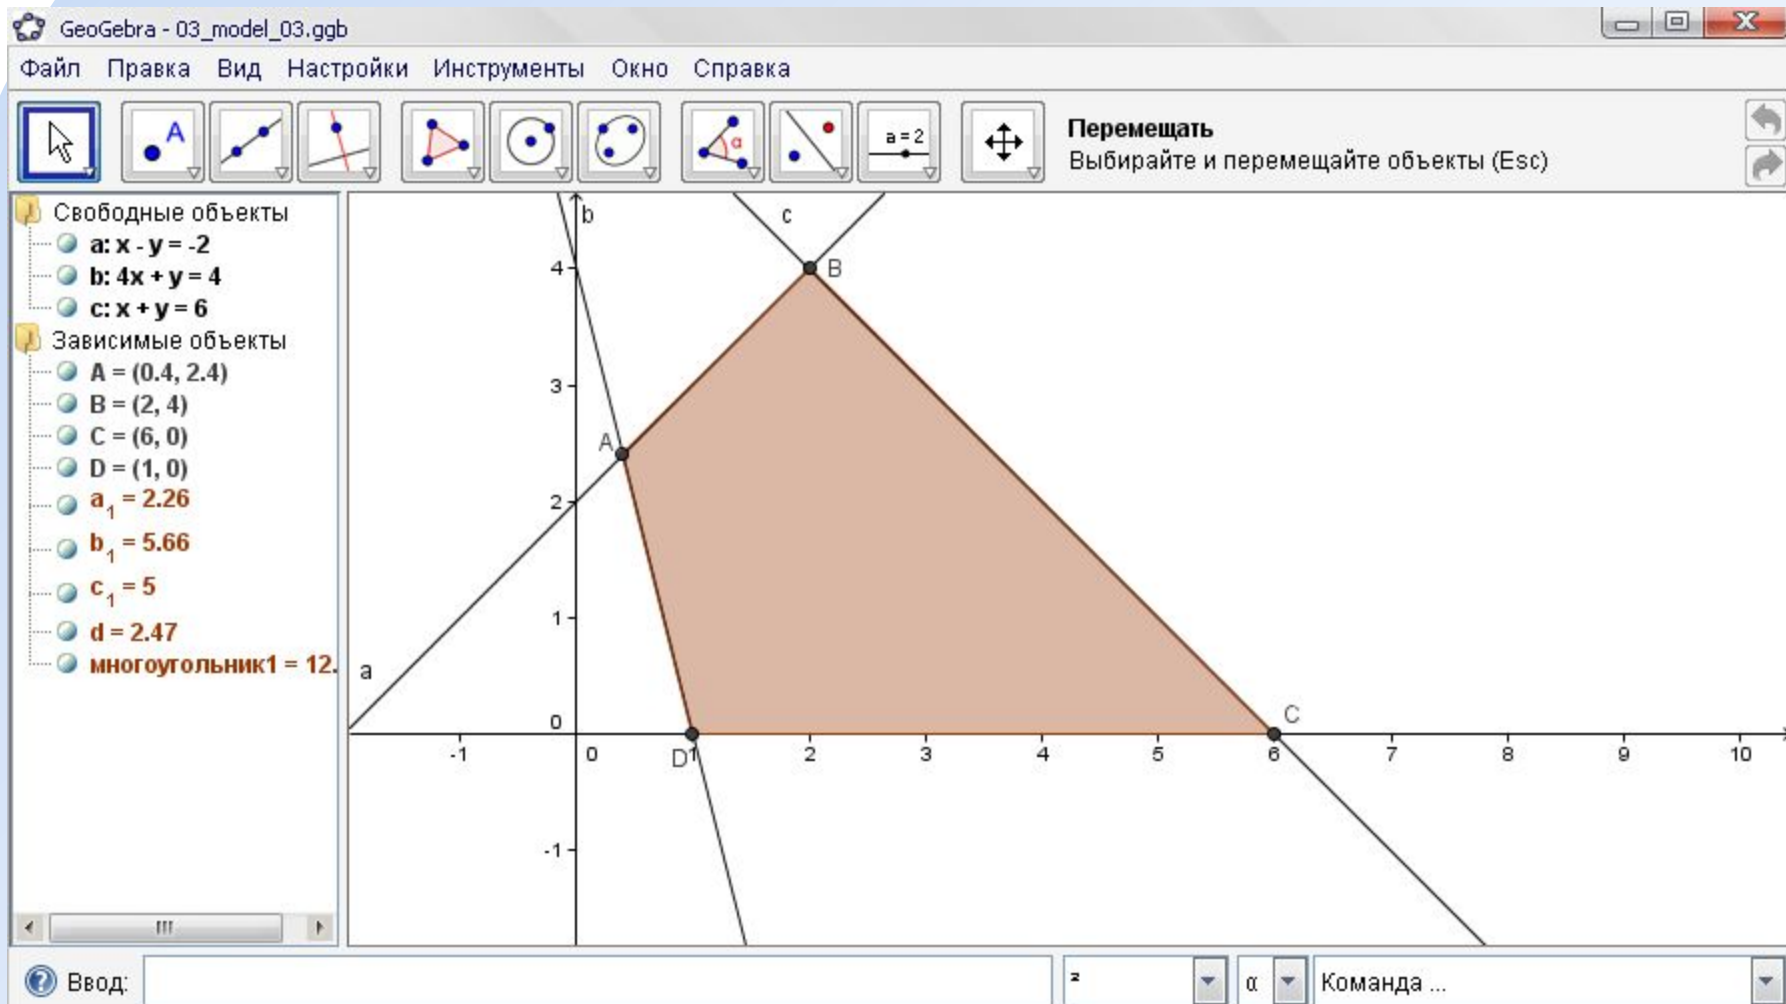 GeoGebra - 03_model_03.ggb
Файл Правка Вид Настройки Инструменты Окно Справка
A
α
a = 2
Перемещать
Выбирайте и перемещайте объекты (Esc)
Свободные объекты
a: x - y = -2
b: 4x + y = 4
c: x + y = 6
Зависимые объекты
A = (0.4, 2.4)
B = (2, 4)
C = (6, 0)
D = (1, 0)
a₁ = 2.26
b₁ = 5.66
c₁ = 5
d = 2.47
многоугольник1 = 12.
b c
4 B
3
A
2
1
a
0 C
-1 0 D 1 2 3 4 5 6 7 8 9 10
-1
Ввод: ² α Команда ...